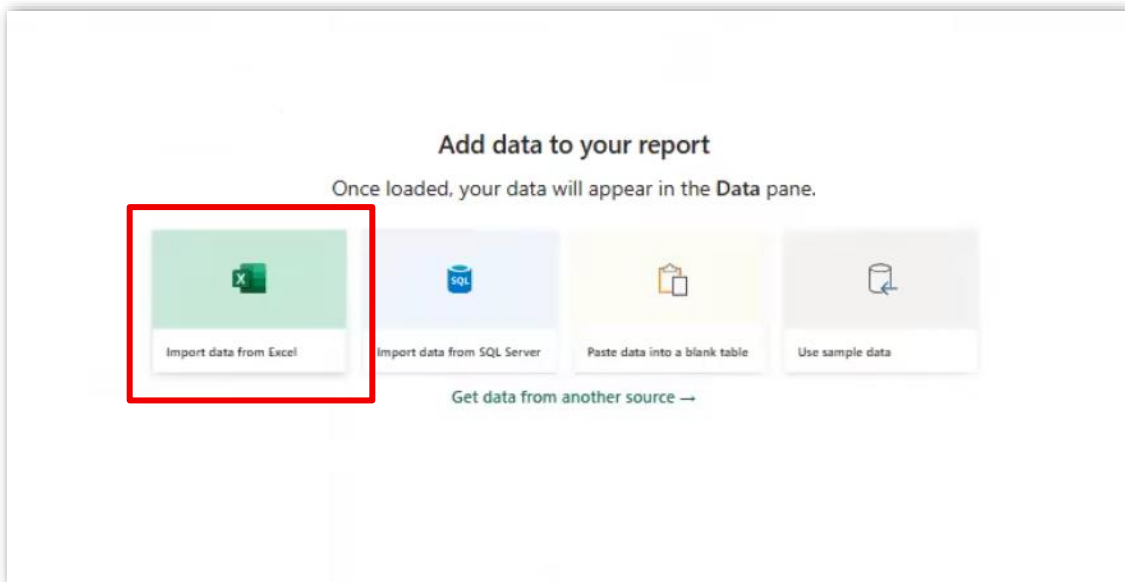 Add data to your report
Once loaded, your data will appear in the Data pane.
X
SQL
Import data from Excel
Import data from SQL Server
Paste data into a blank table
Use sample data
Get data from another source →